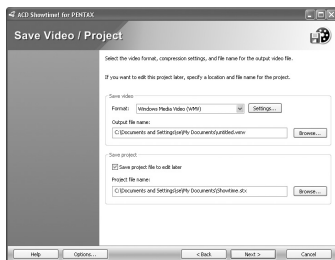 ACD Showtime! for PENTAX
Save Video / Project
Select the video format, compression settings, and file name for the output video file.
If you want to edit this project later, specify a location and file name for the project.
Save video
Format: Windows Media Video (WMV) Settings...
Output file name:
C:\Documents and Settings\se\My Documents\untitled.wmv Browse...
Save project
Save project file to edit later
Project file name:
C:\Documents and Settings\se\My Documents\Showtime.stx Browse...
Help Options... < Back Next > Cancel